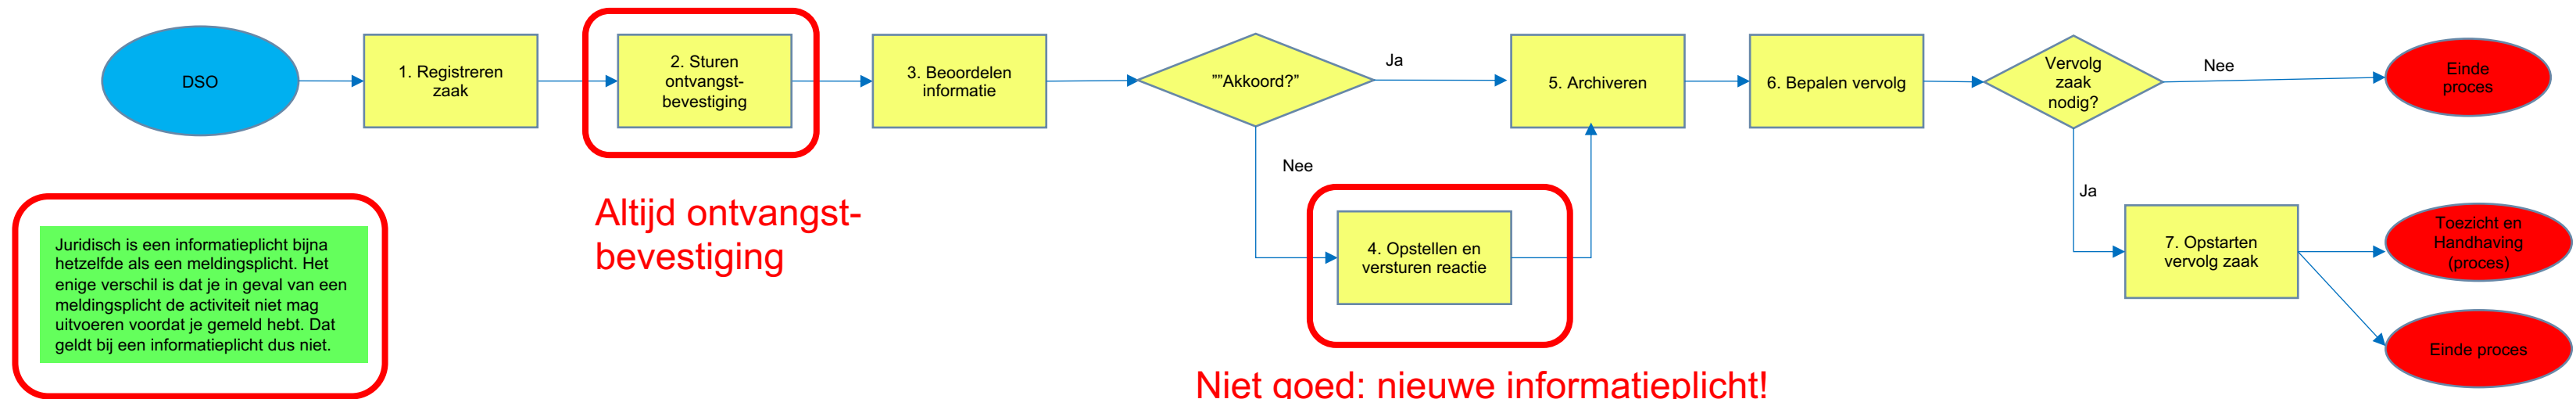 DSO
1. Registreren
zaak
2. Sturen
ontvangst-
bevestiging
3. Beoordelen
informatie
””Akkoord?”
Ja
Nee
4. Opstellen en
versturen reactie
5. Archiveren
6. Bepalen vervolg
Vervolg
zaak
nodig?
Nee
Einde
proces
Ja
7. Opstarten
vervolg zaak
Toezicht en
Handhaving
(proces)
Einde proces
Altijd ontvangst-
bevestiging
Juridisch is een informatieplicht bijna
hetzelfde als een meldingsplicht. Het
enige verschil is dat je in geval van een
meldingsplicht de activiteit niet mag
uitvoeren voordat je gemeld hebt. Dat
geldt bij een informatieplicht dus niet.
Niet goed: nieuwe informatieplicht!